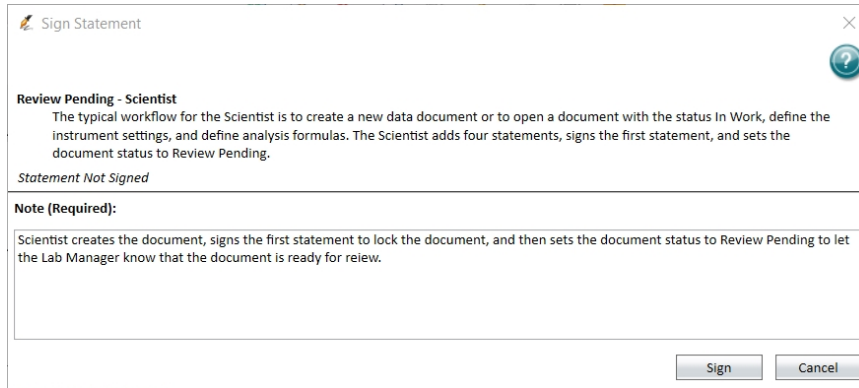 Sign Statement
?
Review Pending - Scientist
The typical workflow for the Scientist is to create a new data document or to open a document with the status In Work, define the
instrument settings, and define analysis formulas. The Scientist adds four statements, signs the first statement, and sets the
document status to Review Pending.
Statement Not Signed
Note (Required):
Scientist creates the document, signs the first statement to lock the document, and then sets the document status to Review Pending to let
the Lab Manager know that the document is ready for reiew.
Sign Cancel